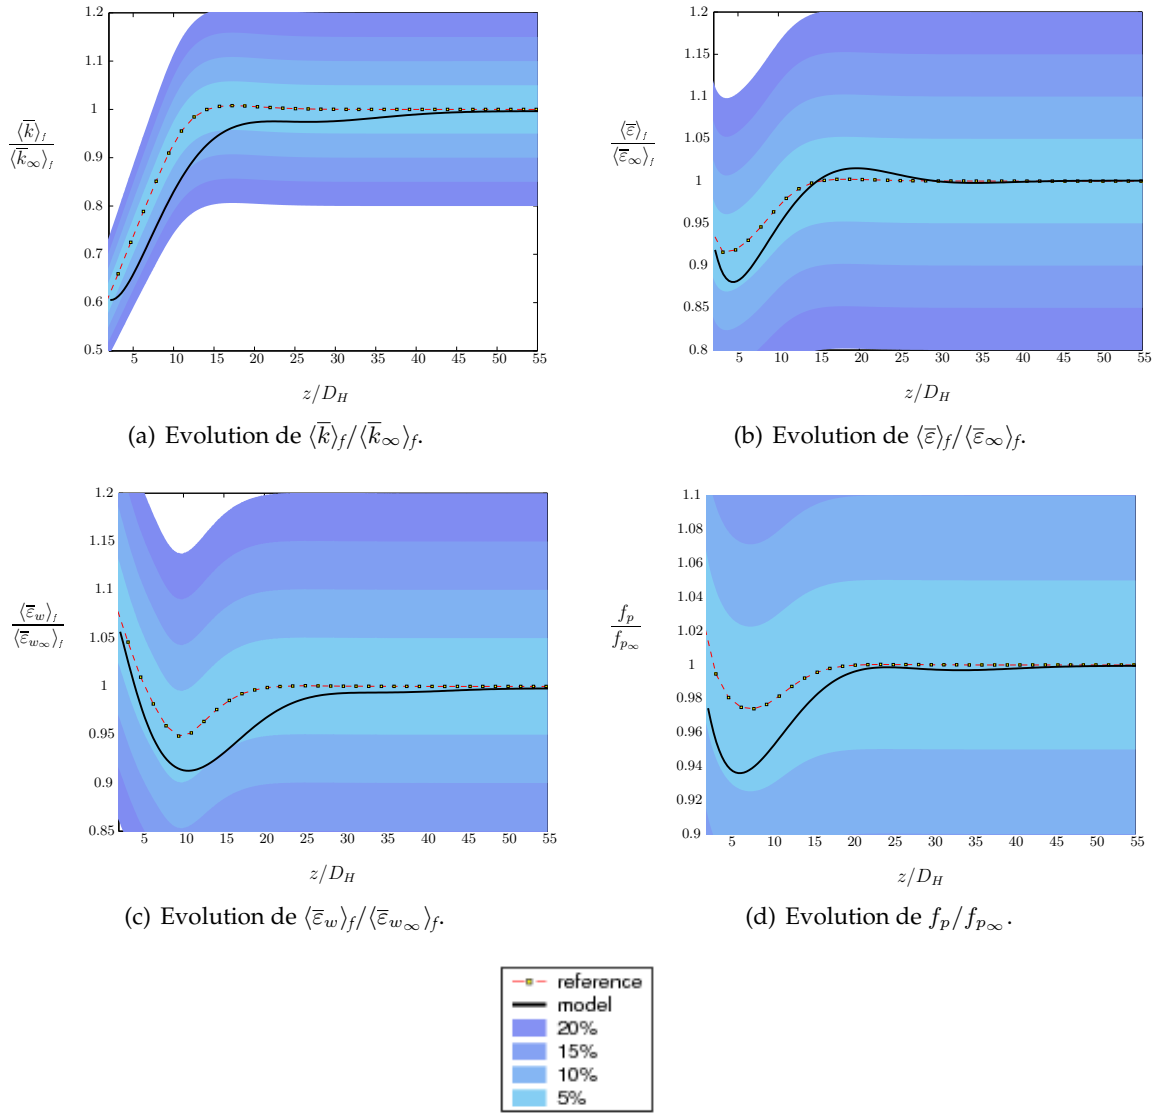 1.2
1.1
1
0.9
0.8
0.7
0.6
0.5
⟨k̅⟩_f / ⟨k̅_∞⟩_f
5 10 15 20 25 30 35 40 45 50 55
z/D_H
(a) Evolution de ⟨k̅⟩_f/⟨k̅_∞⟩_f.
1.2
1.15
1.1
1.05
1
0.95
0.9
0.85
0.8
⟨ε̅⟩_f / ⟨ε̅_∞⟩_f
5 10 15 20 25 30 35 40 45 50 55
z/D_H
(b) Evolution de ⟨ε̅⟩_f/⟨ε̅_∞⟩_f.
1.2
1.15
1.1
1.05
1
0.95
0.9
0.85
⟨ε̅_w⟩_f / ⟨ε̅_w∞⟩_f
5 10 15 20 25 30 35 40 45 50 55
z/D_H
(c) Evolution de ⟨ε̅_w⟩_f/⟨ε̅_w∞⟩_f.
1.1
1.08
1.06
1.04
1.02
1
0.98
0.96
0.94
0.92
0.9
f_p / f_p∞
5 10 15 20 25 30 35 40 45 50 55
z/D_H
(d) Evolution de f_p/f_p∞.
reference
model
20%
15%
10%
5%